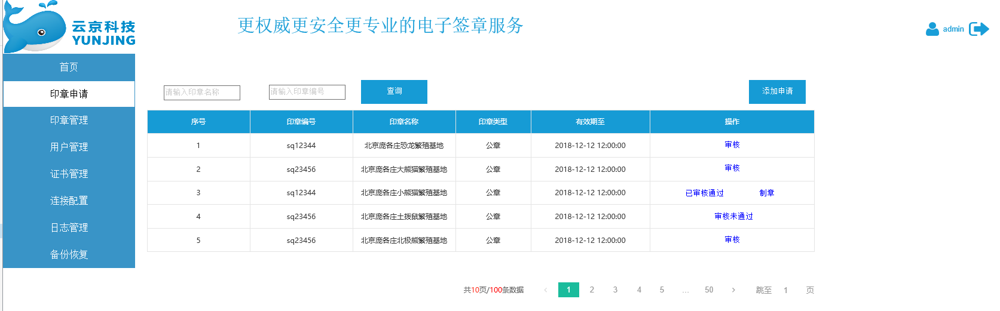 云京科技
YUNJING
更权威更安全更专业的电子签章服务
admin
首页
印章申请
印章管理
用户管理
证书管理
连接配置
日志管理
备份恢复
请输入印章名称 请输入印章编号 查询 添加申请
序号 印章编号 印章名称 印章类型 有效期至 操作
1 sq12344 北京庞各庄恐龙繁殖基地 公章 2018-12-12 12:00:00 审核
2 sq23456 北京庞各庄大熊猫繁殖基地 公章 2018-12-12 12:00:00 审核
3 sq12344 北京庞各庄小熊猫繁殖基地 公章 2018-12-12 12:00:00 已审核通过 制章
4 sq23456 北京庞各庄土拨鼠繁殖基地 公章 2018-12-12 12:00:00 审核未通过
5 sq23456 北京庞各庄北极熊繁殖基地 公章 2018-12-12 12:00:00 审核
共10页/100条数据 < 1 2 3 4 5 ... 50 > 跳至 1 页